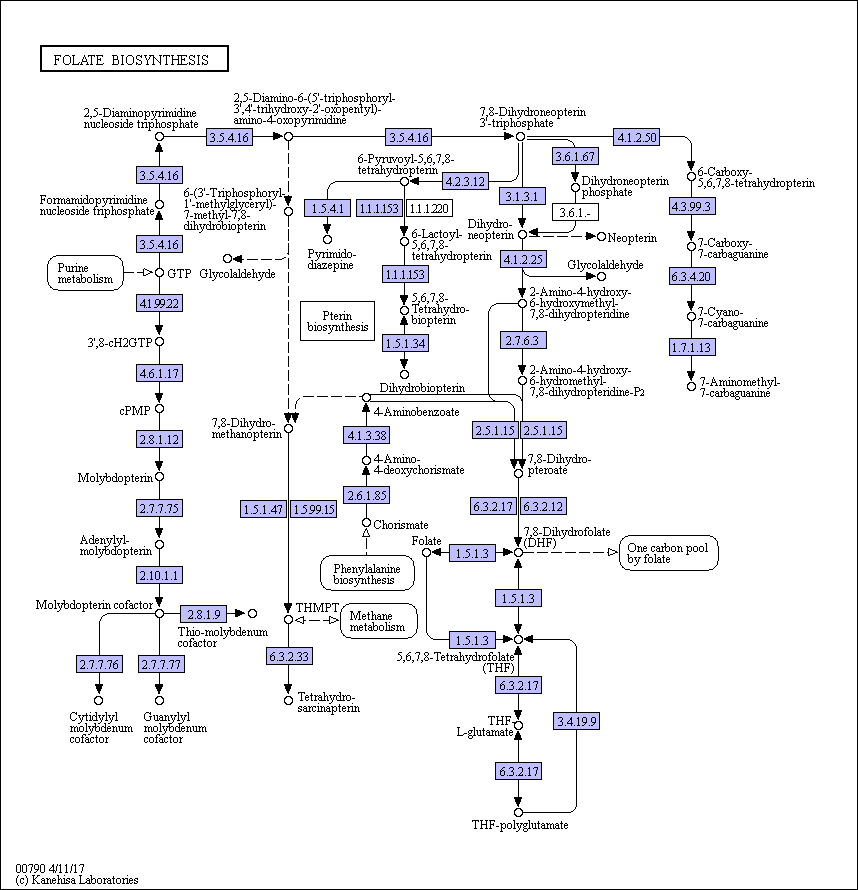 FOLATE BIOSYNTHESIS
2,5-Diaminopyrimidine
nucleoside triphosphate
2,5-Diamino-6-(5'-triphosphoryl-
3',4'-trihydroxy-2'-oxopentyl)-
amino-4-oxopyrimidine
7,8-Dihydroneopterin
3'-triphosphate
3.5.4.16
3.5.4.16
4.1.2.50
3.5.4.16
6-Pyruvoyl-5,6,7,8-
tetrahydropterin
4.2.3.12
3.6.1.67
6-Carboxy-
5,6,7,8-tetrahydropterin
Formamidopyrimidine
nucleoside triphosphate
6-(3'-Triphosphoryl-
1'-methylglyceryl)-
7-methyl-7,8-
dihydrobiopterin
1.5.4.1
1.1.1.153
1.1.1.220
3.1.3.1
Dihydroneopterin
phosphate
3.6.1.-
4.3.99.3
3.5.4.16
Pyrimido-
diazepine
6-Lactoyl-
5,6,7,8-
tetrahydropterin
Dihydro-
neopterin
Neopterin
7-Carboxy-
7-carbaguanine
Purine
metabolism
GTP
Glycolaldehyde
1.1.1.153
4.1.2.25
Glycolaldehyde
6.3.4.20
4.1.99.22
Pterin
biosynthesis
5,6,7,8-
Tetrahydro-
biopterin
2-Amino-4-hydroxy-
6-hydroxymethyl-
7,8-dihydropteridine
7-Cyano-
7-carbaguanine
3',8-cH2GTP
1.5.1.34
2.7.6.3
1.7.1.13
4.6.1.17
Dihydrobiopterin
2-Amino-4-hydroxy-
6-hydromethyl-
7,8-dihydropteridine-P2
7-Aminomethyl-
7-carbaguanine
cPMP
7,8-Dihydro-
methanopterin
4-Aminobenzoate
2.8.1.12
4.1.3.38
2.5.1.15
2.5.1.15
Molybdopterin
4-Amino-
4-deoxychorismate
7,8-Dihydro-
pteroate
2.7.7.75
1.5.1.47
1.5.99.15
2.6.1.85
6.3.2.17
6.3.2.12
Adenylyl-
molybdopterin
Chorismate
Folate
1.5.1.3
7,8-Dihydrofolate
(DHF)
One carbon pool
by folate
2.10.1.1
Phenylalanine
biosynthesis
1.5.1.3
Molybdopterin cofactor
2.8.1.9
Thio-molybdenum
cofactor
THMPT
Methane
metabolism
1.5.1.3
2.7.7.76
2.7.7.77
6.3.2.33
5,6,7,8-Tetrahydrofolate
(THF)
6.3.2.17
Cytidylyl
molybdenum
cofactor
Guanylyl
molybdenum
cofactor
Tetrahydro-
sarcinapterin
THF-
L-glutamate
3.4.19.9
6.3.2.17
THF-polyglutamate
00790 4/11/17
(c) Kanehisa Laboratories